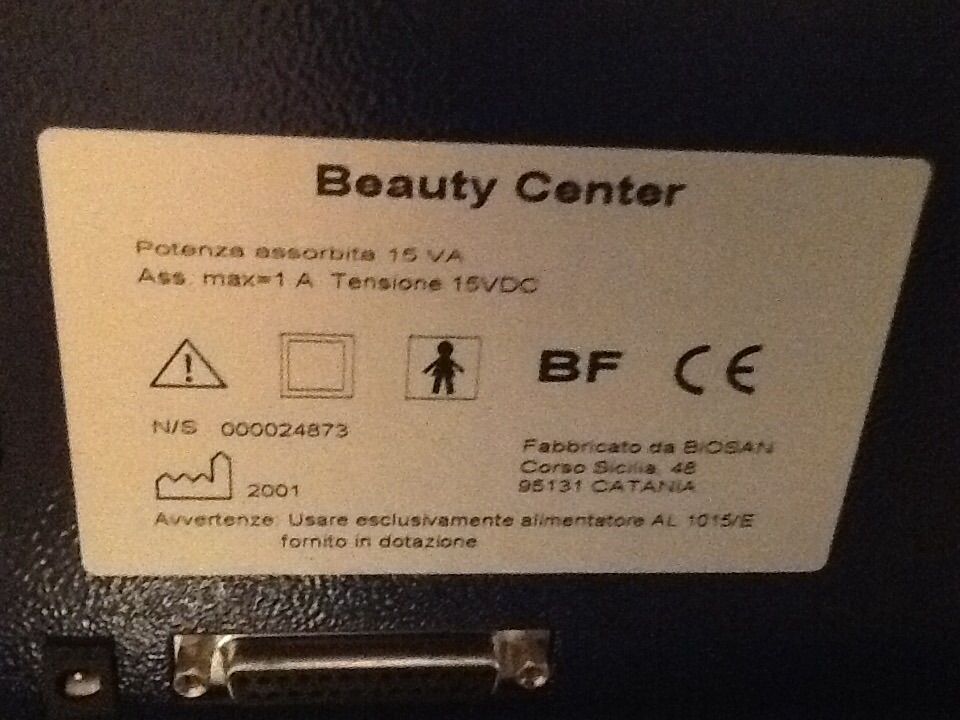 Beauty Center
Potenza assorbita 15 VA
Ass. max=1 A Tensione 15VDC
BF CE
N/S 000024873
2001
Fabbricato da BIOSAN
Corso Sicilia, 48
95131 CATANIA
Avvertenze: Usare esclusivamente alimentatore AL 1015/E
fornito in dotazione